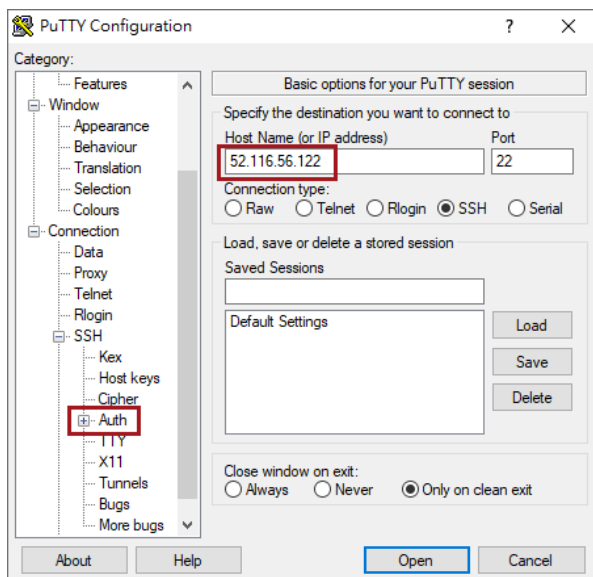 PuTTY Configuration
?
Category:
Features
Window
Appearance
Behaviour
Translation
Selection
Colours
Connection
Data
Proxy
Telnet
Rlogin
SSH
Kex
Host keys
Cipher
Auth
TTY
X11
Tunnels
Bugs
More bugs
Basic options for your PuTTY session
Specify the destination you want to connect to
Host Name (or IP address) Port
52.116.56.122 22
Connection type:
Raw Telnet Rlogin SSH Serial
Load, save or delete a stored session
Saved Sessions
Default Settings
Load
Save
Delete
Close window on exit:
Always Never Only on clean exit
About Help Open Cancel